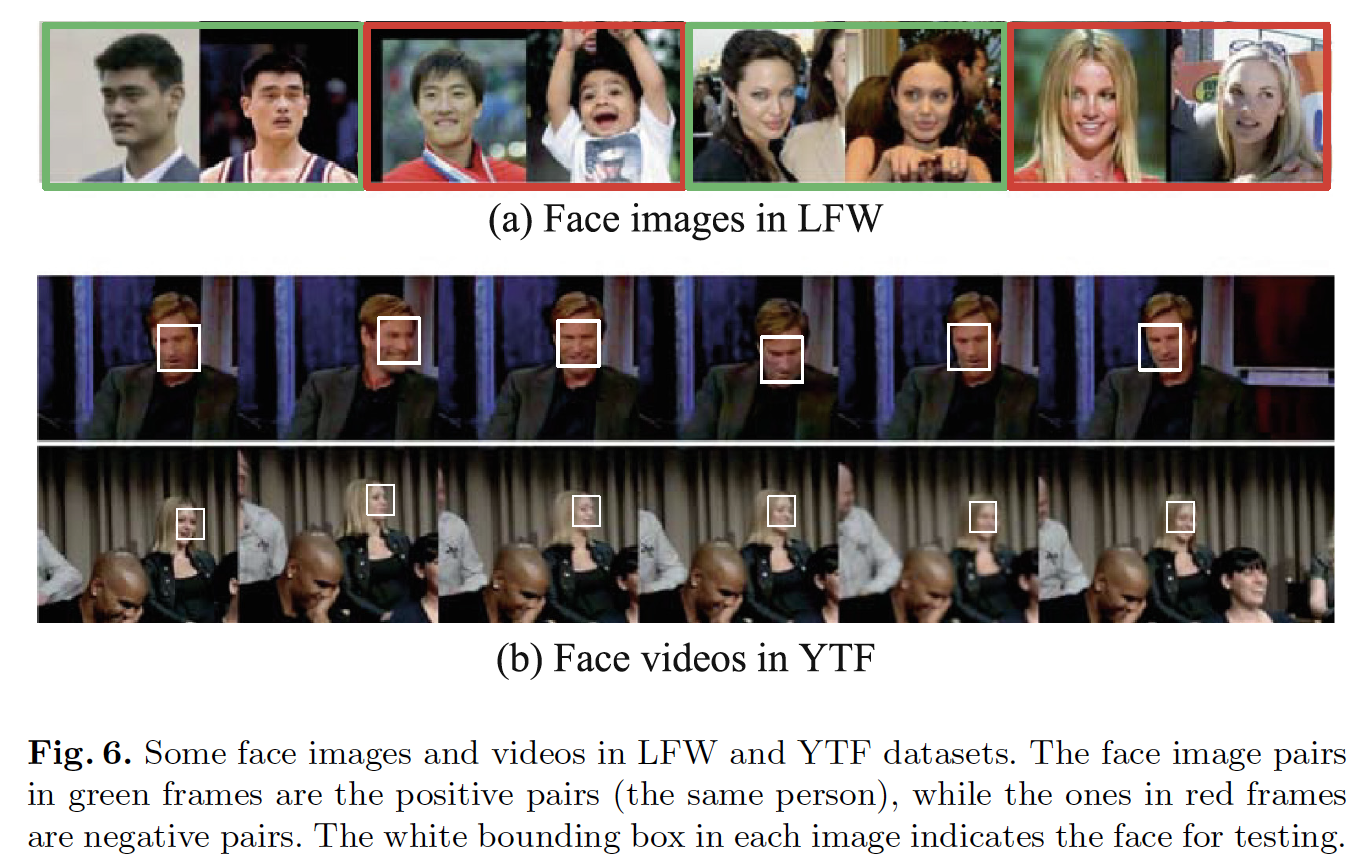 (a) Face images in LFW
(b) Face videos in YTF
Fig. 6. Some face images and videos in LFW and YTF datasets. The face image pairs
in green frames are the positive pairs (the same person), while the ones in red frames
are negative pairs. The white bounding box in each image indicates the face for testing.